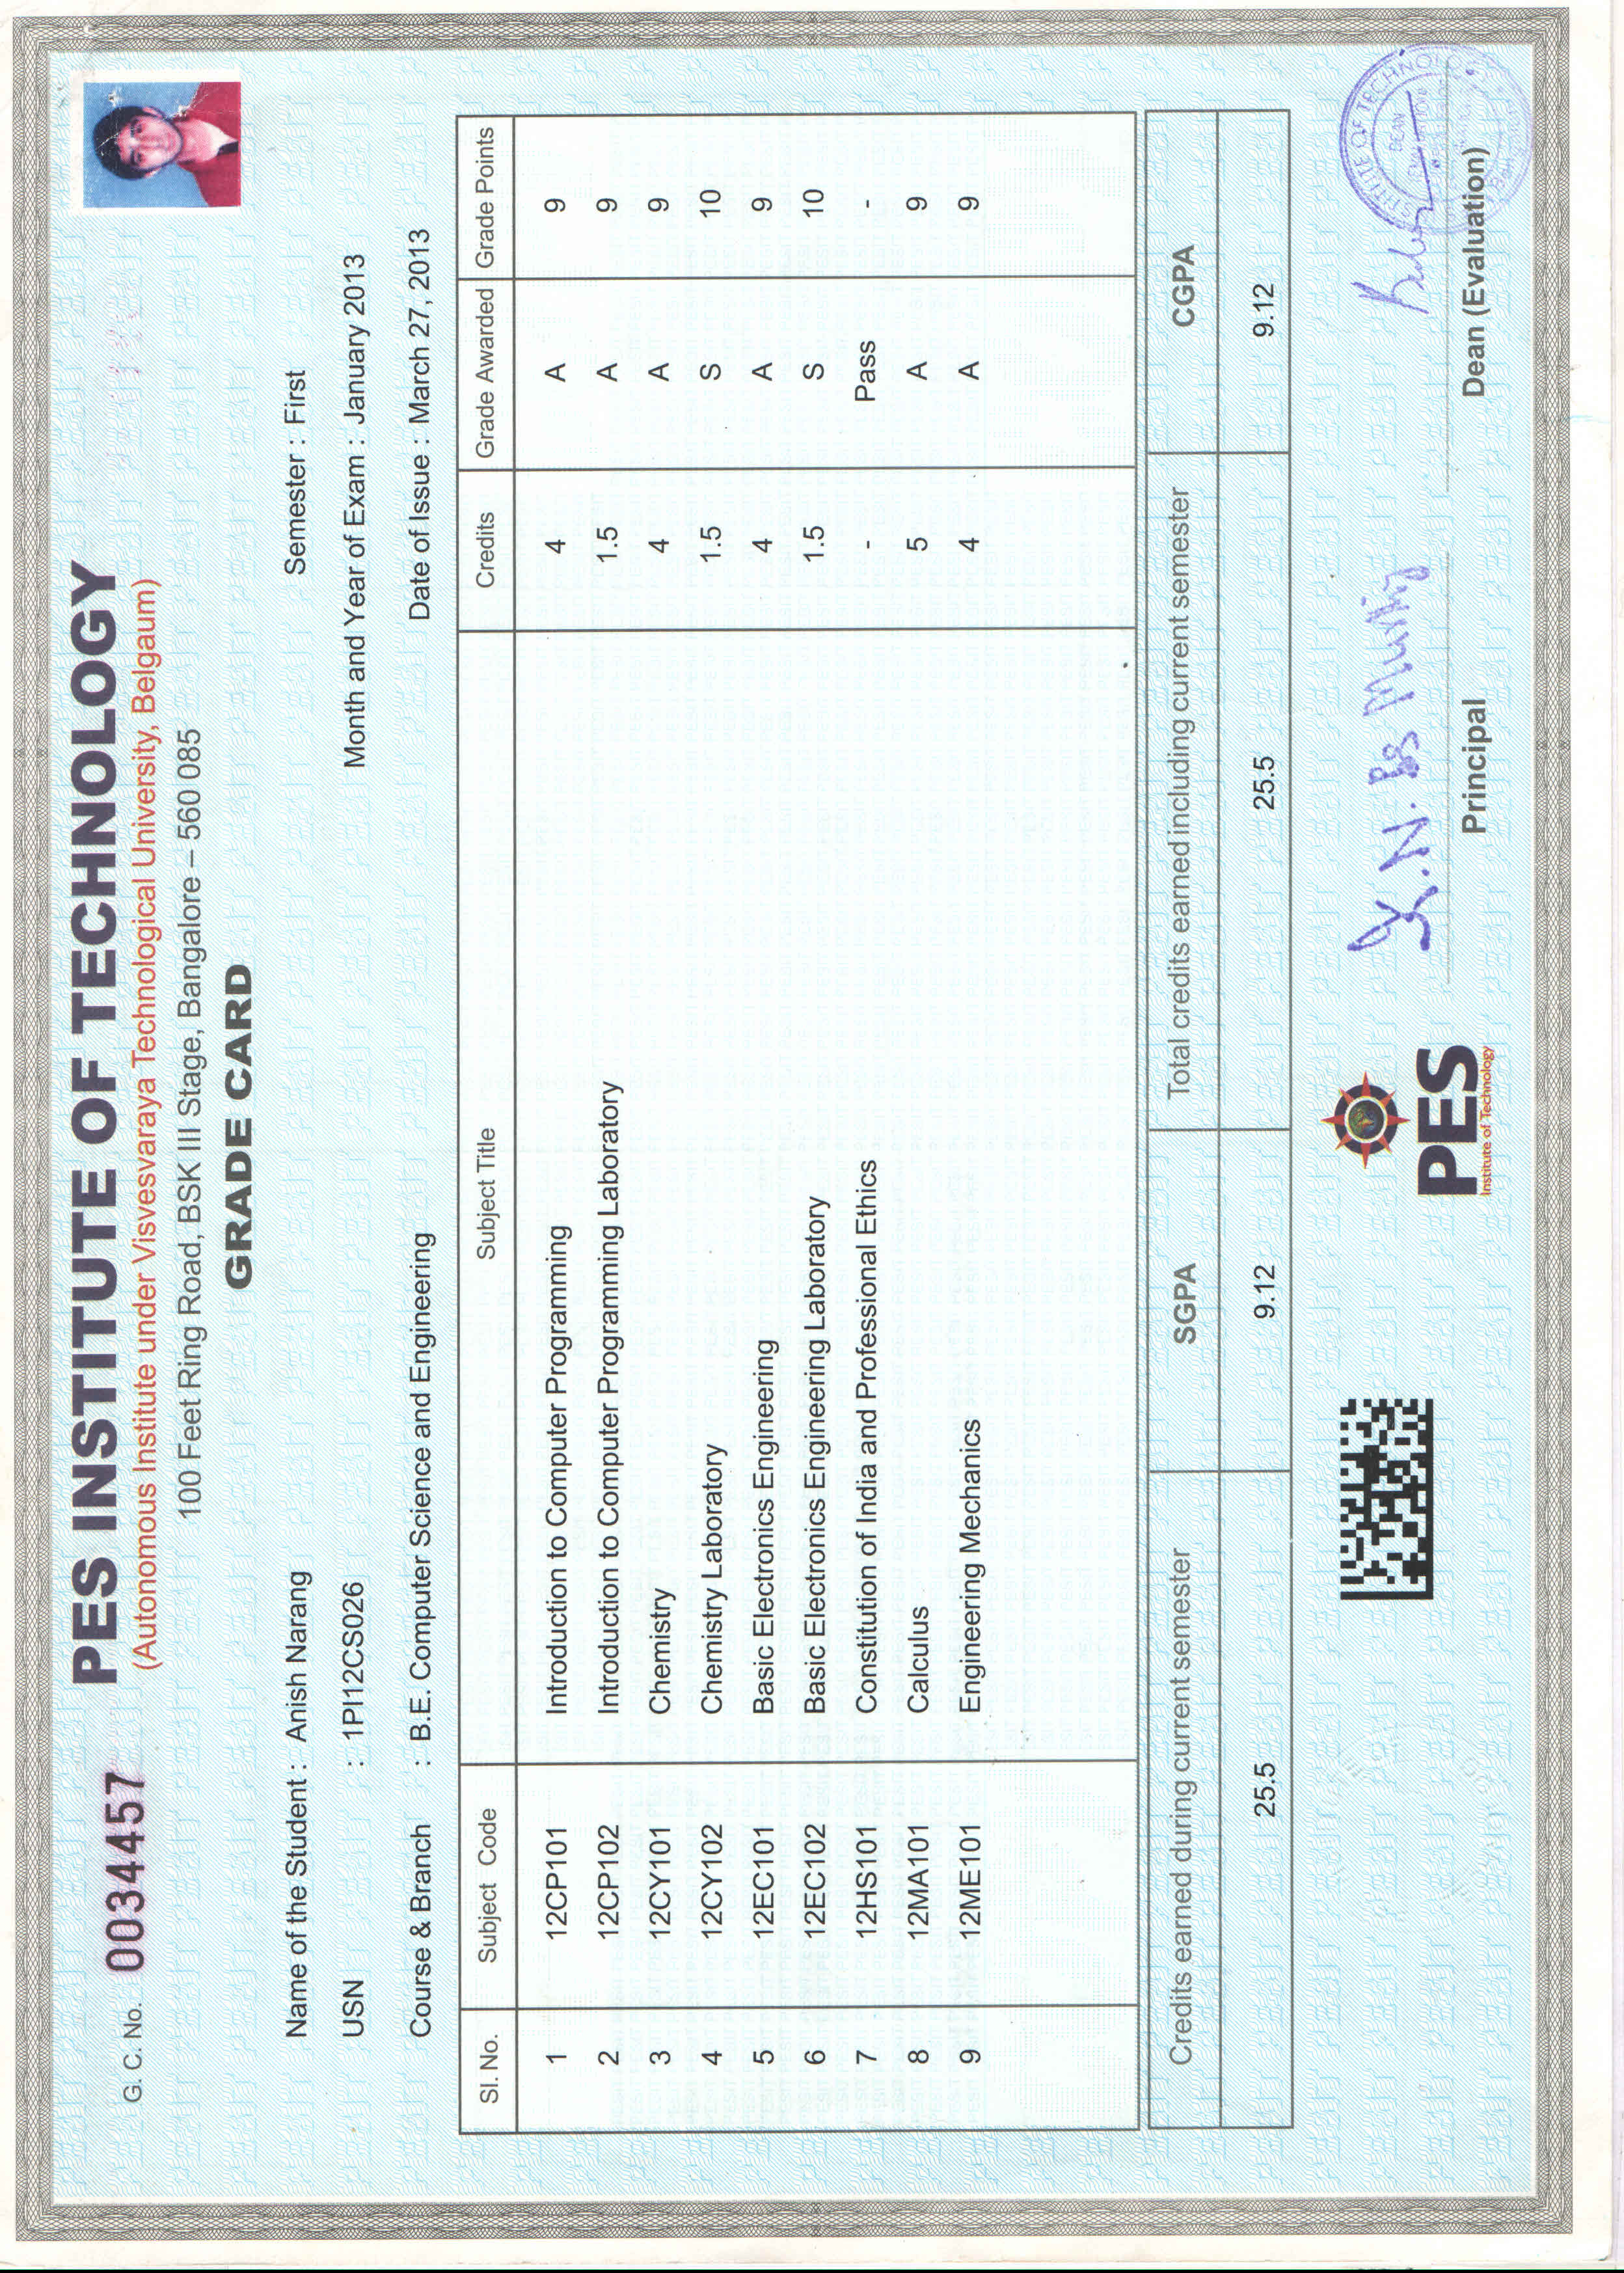 PES INSTITUTE OF TECHNOLOGY
G. C. No. 0034457
(Autonomous Institute under Visvesvaraya Technological University, Belgaum)
100 Feet Ring Road, BSK III Stage, Bangalore – 560 085
GRADE CARD
Name of the Student : Anish Narang Semester : First
USN : 1PI12CS026 Month and Year of Exam : January 2013
Course & Branch : B.E. Computer Science and Engineering Date of Issue : March 27, 2013
Sl. No. Subject Code Subject Title Credits Grade Awarded Grade Points
1 12CP101 Introduction to Computer Programming 4 A 9
2 12CP102 Introduction to Computer Programming Laboratory 1.5 A 9
3 12CY101 Chemistry 4 A 9
4 12CY102 Chemistry Laboratory 1.5 S 10
5 12EC101 Basic Electronics Engineering 4 A 9
6 12EC102 Basic Electronics Engineering Laboratory 1.5 S 10
7 12HS101 Constitution of India and Professional Ethics - Pass -
8 12MA101 Calculus 5 A 9
9 12ME101 Engineering Mechanics 4 A 9
Credits earned during current semester SGPA Total credits earned including current semester CGPA
25.5 9.12 25.5 9.12
PES
Institute of Technology
Principal
Dean (Evaluation)